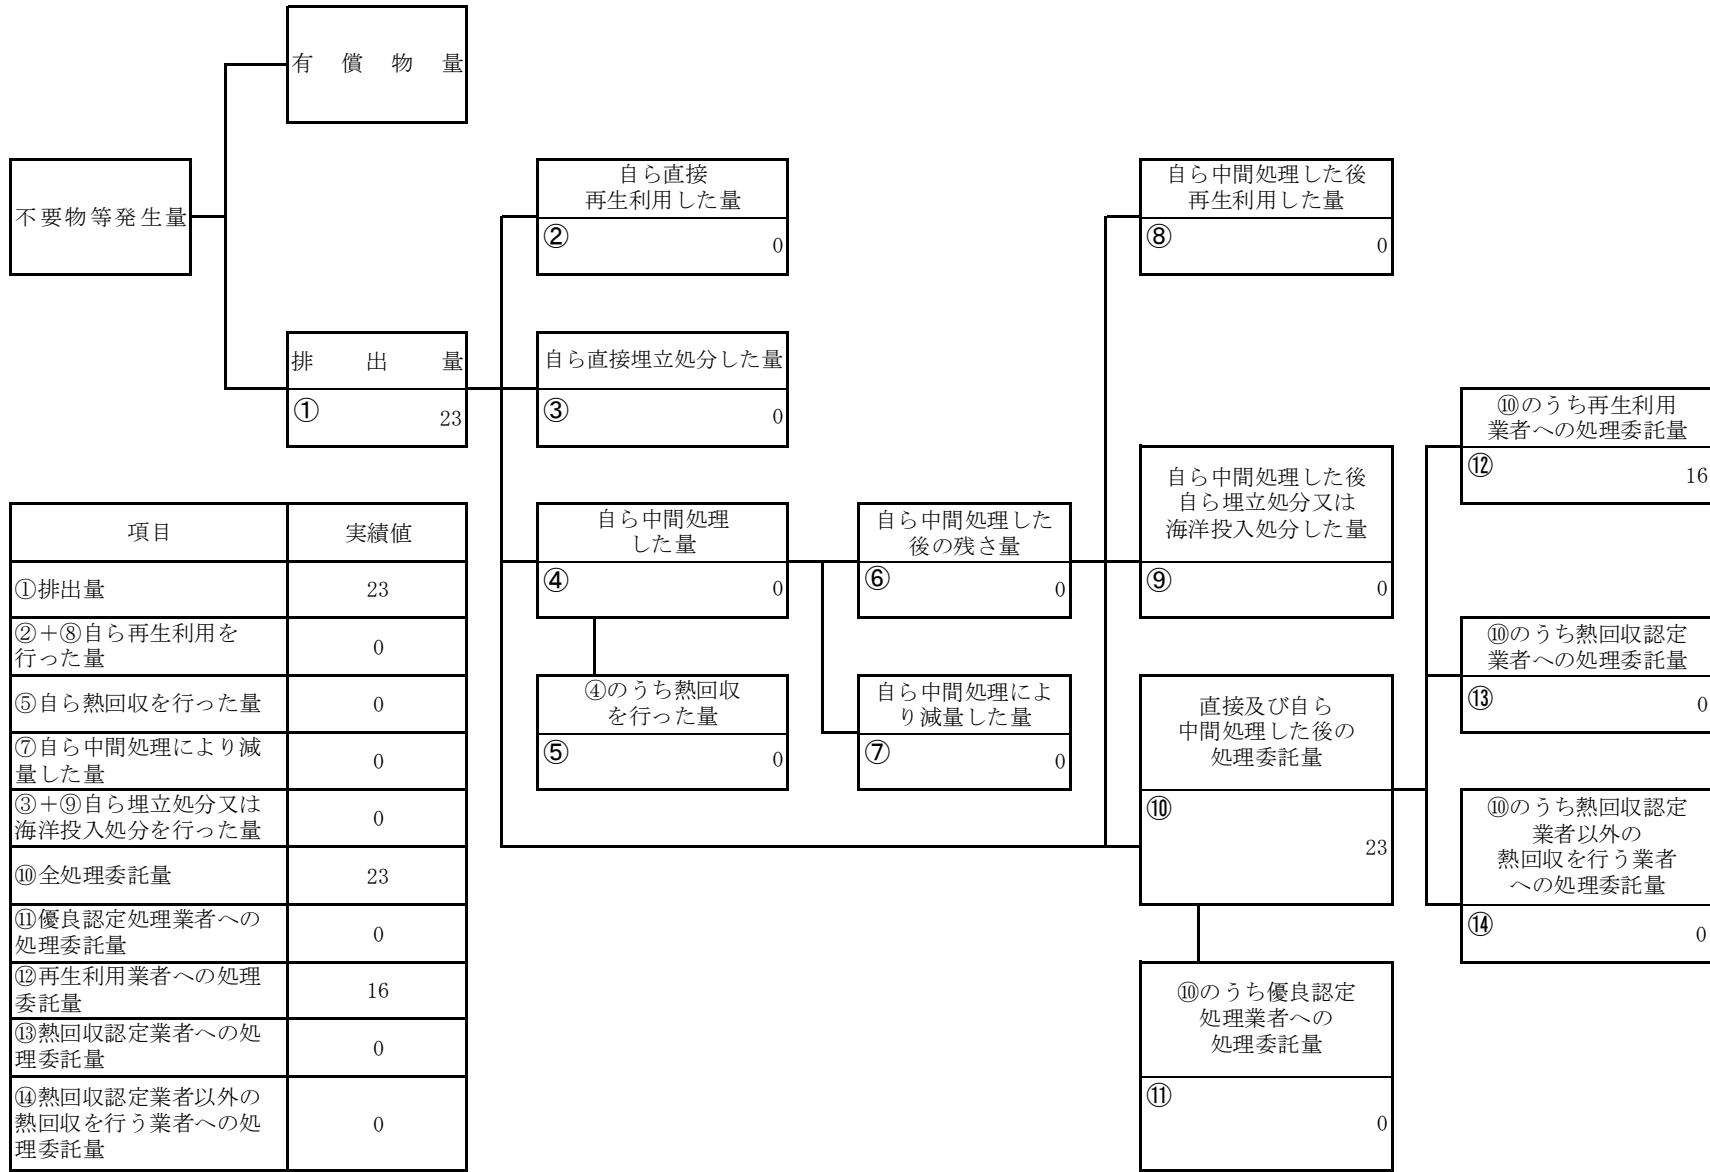 有償物量
不要物等発生量
排出量
①
23
自ら直接
再生利用した量
②
0
自ら直接埋立処分した量
③
0
自ら中間処理
した量
④
0
④のうち熱回収
を行った量
⑤
0
自ら中間処理した
後の残さ量
⑥
0
自ら中間処理によ
り減量した量
⑦
0
自ら中間処理した後
再生利用した量
⑧
0
自ら中間処理した後
自ら埋立処分又は
海洋投入処分した量
⑨
0
直接及び自ら
中間処理した後の
処理委託量
⑩
23
⑩のうち優良認定
処理業者への
処理委託量
⑪
0
⑩のうち再生利用
業者への処理委託量
⑫
16
⑩のうち熱回収認定
業者への処理委託量
⑬
0
⑩のうち熱回収認定
業者以外の
熱回収を行う業者
への処理委託量
⑭
0
項目 実績値
①排出量 23
②＋⑧自ら再生利用を
行った量 0
⑤自ら熱回収を行った量 0
⑦自ら中間処理により減
量した量 0
③＋⑨自ら埋立処分又は
海洋投入処分を行った量 0
⑩全処理委託量 23
⑪優良認定処理業者への
処理委託量 0
⑫再生利用業者への処理
委託量 16
⑬熱回収認定業者への処
理委託量 0
⑭熱回収認定業者以外の
熱回収を行う業者への処
理委託量 0